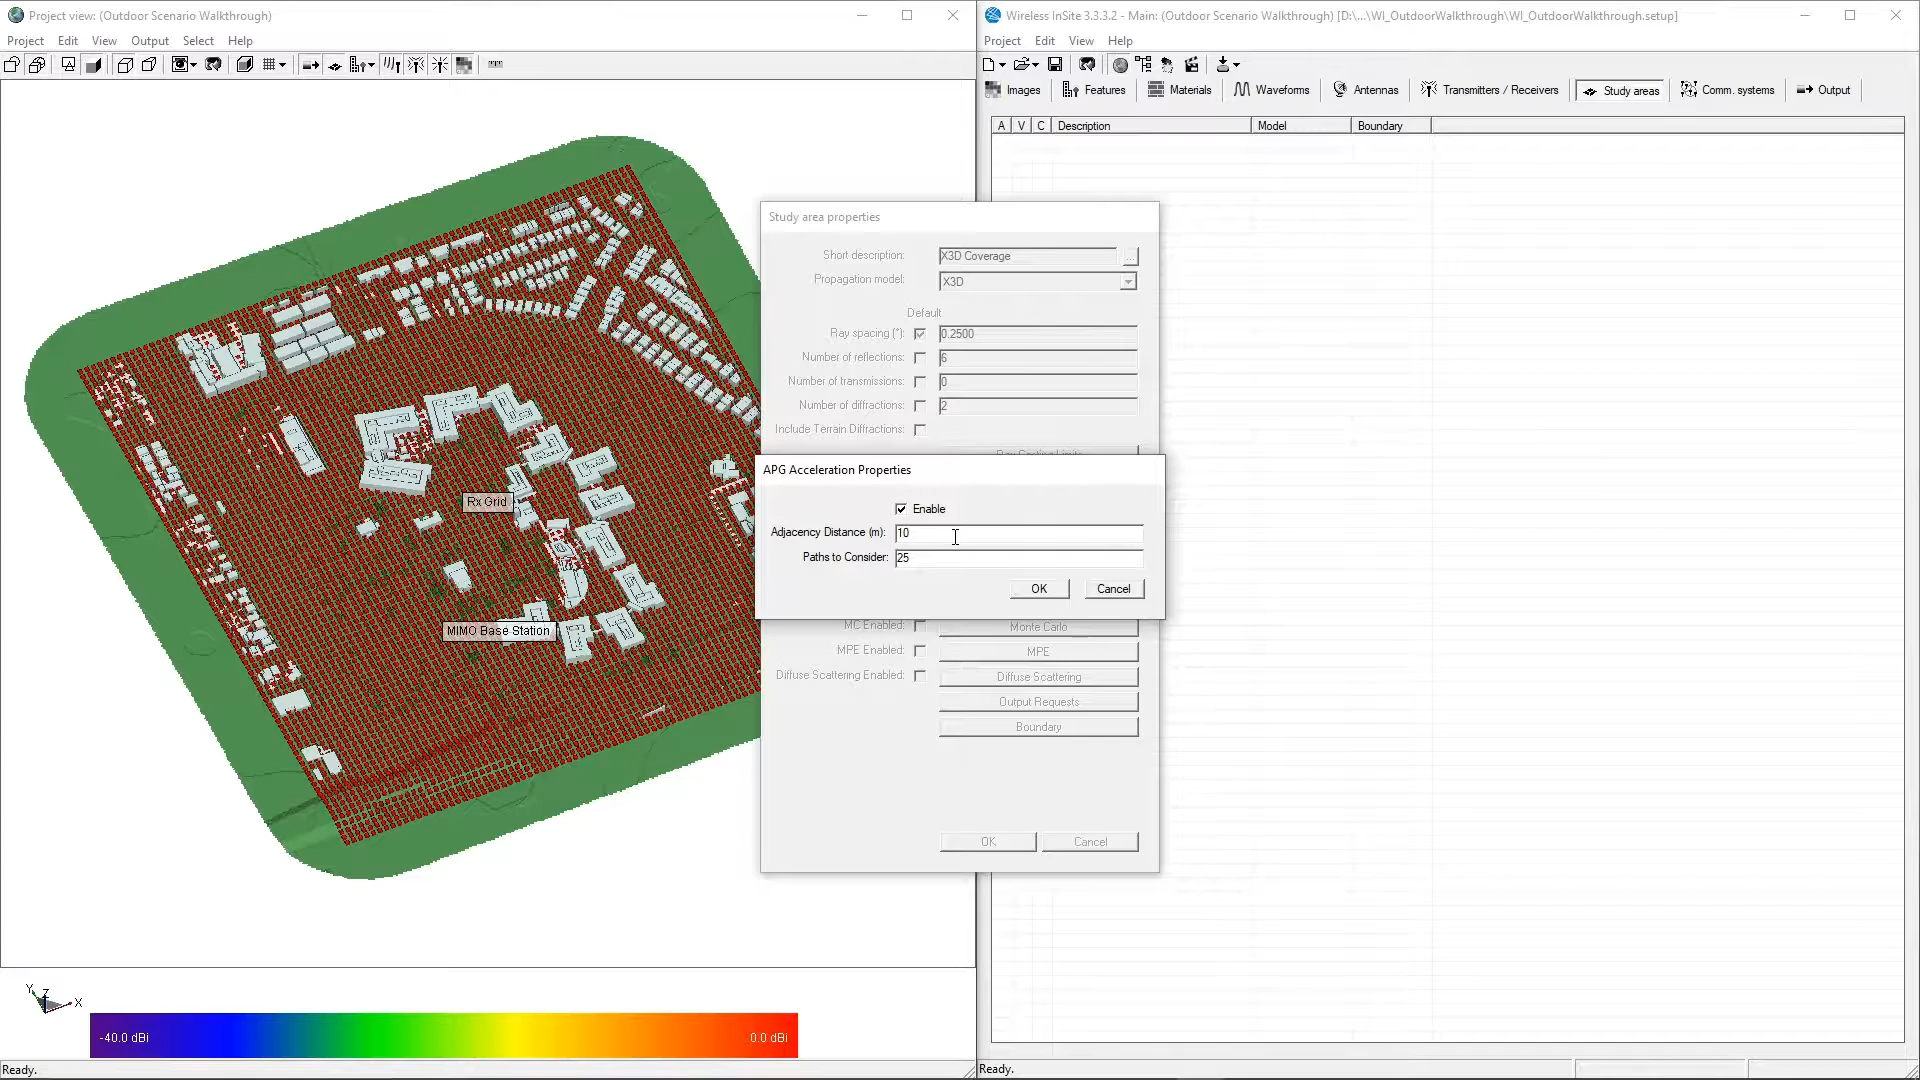 Project view: (Outdoor Scenario Walkthrough)
Project Edit View Output Select Help
Rx Grid
MIMO Base Station
Y Z X
-40.0 dBi 0.0 dBi
Ready.
Wireless InSite 3.3.3.2 - Main: (Outdoor Scenario Walkthrough) [D:\...\WI_OutdoorWalkthrough\WI_OutdoorWalkthrough.setup]
Project Edit View Help
Images Features Materials Waveforms Antennas Transmitters / Receivers Study areas Comm. systems Output
A V C Description Model Boundary
Study area properties
Short description: X3D Coverage ...
Propagation model: X3D
Default
Ray spacing (°): 0.2500
Number of reflections: 6
Number of transmissions: 0
Number of diffractions: 2
Include Terrain Diffractions:
APG Acceleration Properties
Enable
Adjacency Distance (m): 10
Paths to Consider: 25
OK Cancel
MC Enabled: Monte Carlo
MPE Enabled: MPE
Diffuse Scattering Enabled: Diffuse Scattering
Output Requests
Boundary
OK Cancel
Ready.